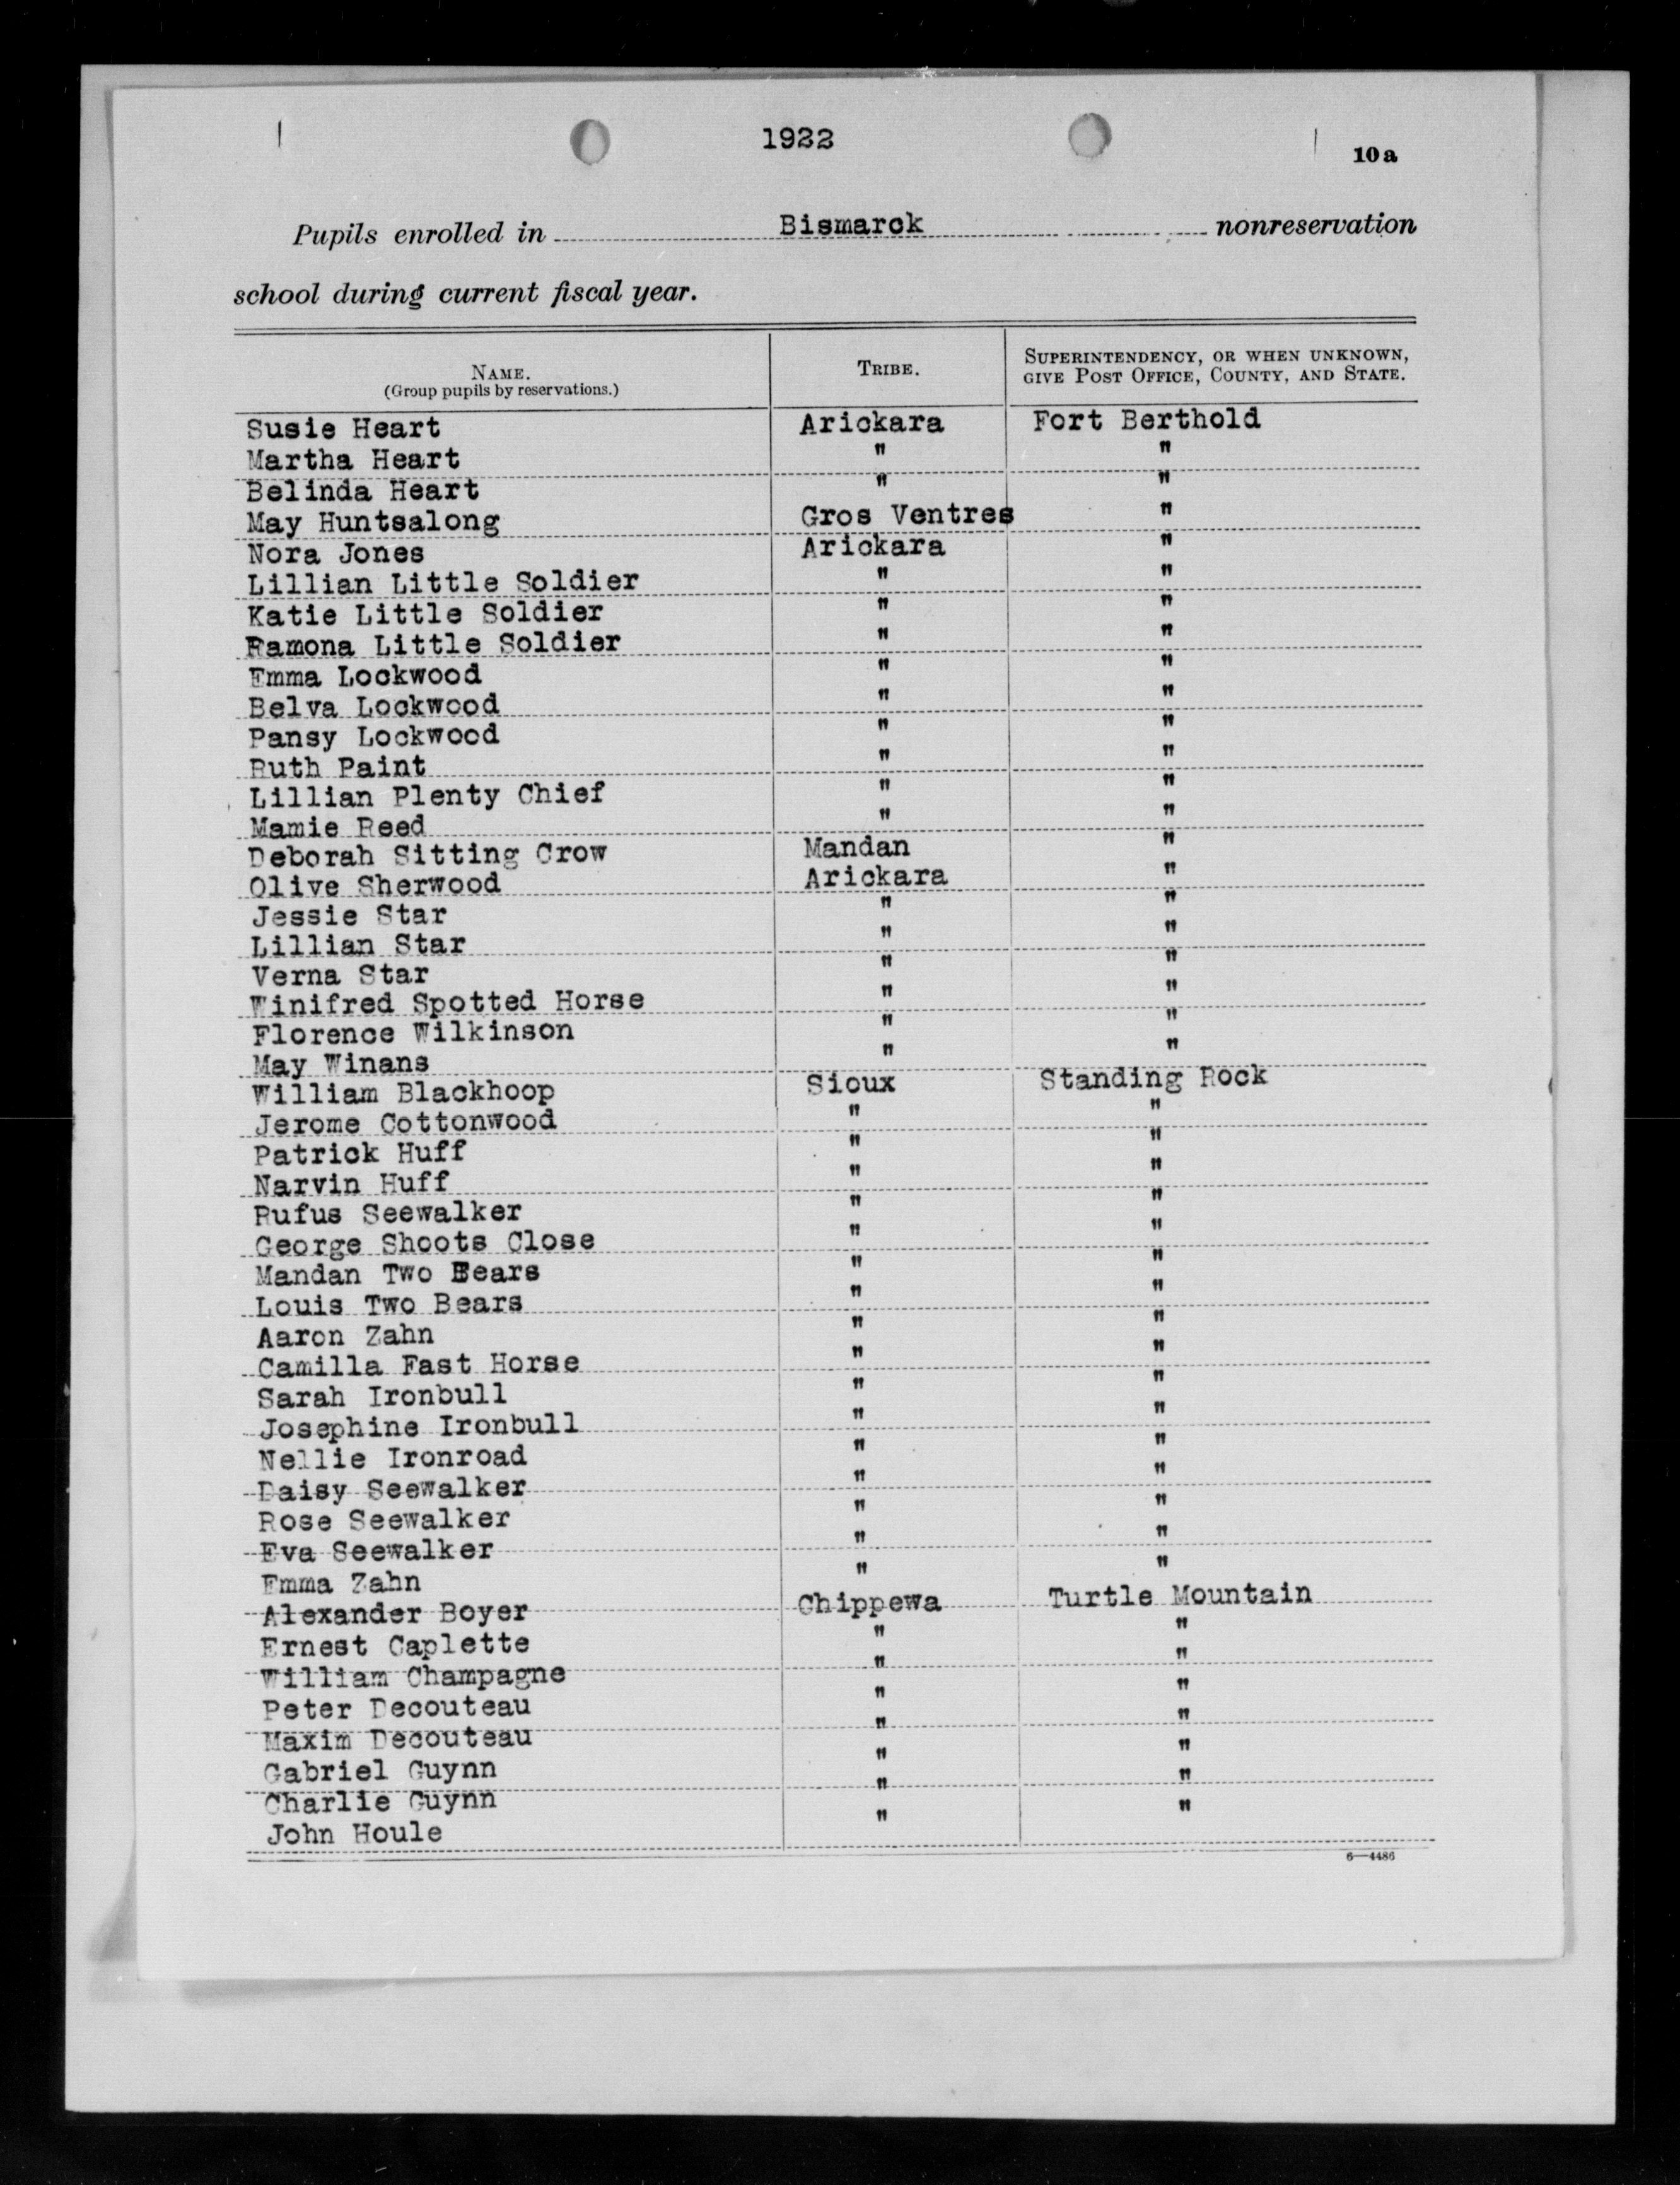 1922
10 a
Pupils enrolled in Bismarck nonreservation
school during current fiscal year.
NAME. TRIBE. SUPERINTENDENCY, OR WHEN UNKNOWN,
(Group pupils by reservations.) GIVE POST OFFICE, COUNTY, AND STATE.
Susie Heart Arickara Fort Berthold
Martha Heart " "
Belinda Heart " "
May Huntsalong Gros Ventres "
Nora Jones Arickara "
Lillian Little Soldier " "
Katie Little Soldier " "
Ramona Little Soldier " "
Emma Lockwood " "
Belva Lockwood " "
Pansy Lockwood " "
Ruth Paint " "
Lillian Plenty Chief " "
Mamie Reed " "
Deborah Sitting Crow Mandan "
Olive Sherwood Arickara "
Jessie Star " "
Lillian Star " "
Verna Star " "
Winifred Spotted Horse " "
Florence Wilkinson " "
May Winans " "
William Blackhoop Sioux Standing Rock
Jerome Cottonwood " "
Patrick Huff " "
Narvin Huff " "
Rufus Seewalker " "
George Shoots Close " "
Mandan Two Bears " "
Louis Two Bears " "
Aaron Zahn " "
Camilla Fast Horse " "
Sarah Ironbull " "
Josephine Ironbull " "
Nellie Ironroad " "
Daisy Seewalker " "
Rose Seewalker " "
Eva Seewalker " "
Emma Zahn " "
Alexander Boyer Chippewa Turtle Mountain
Ernest Caplette " "
William Champagne " "
Peter Decouteau " "
Maxim Decouteau " "
Gabriel Guynn " "
Charlie Guynn " "
John Houle " "
6—4486